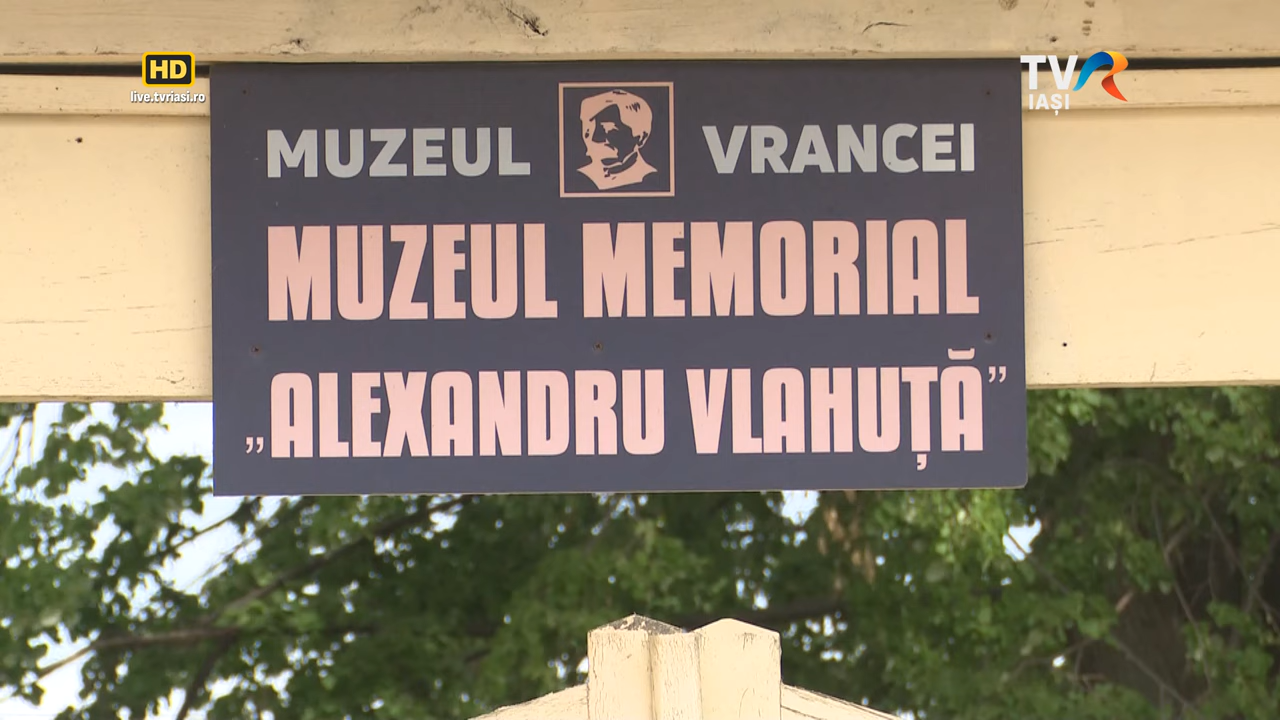 HD
live.tvriasi.ro
TVR
IAȘI
MUZEUL VRANCEI
MUZEUL MEMORIAL
„ALEXANDRU VLAHUȚĂ”